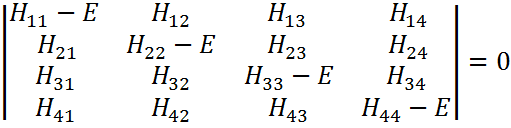 |H₁₁ − E H₁₂ H₁₃ H₁₄|
|H₂₁ H₂₂ − E H₂₃ H₂₄| = 0
|H₃₁ H₃₂ H₃₃ − E H₃₄|
|H₄₁ H₄₂ H₄₃ H₄₄ − E|